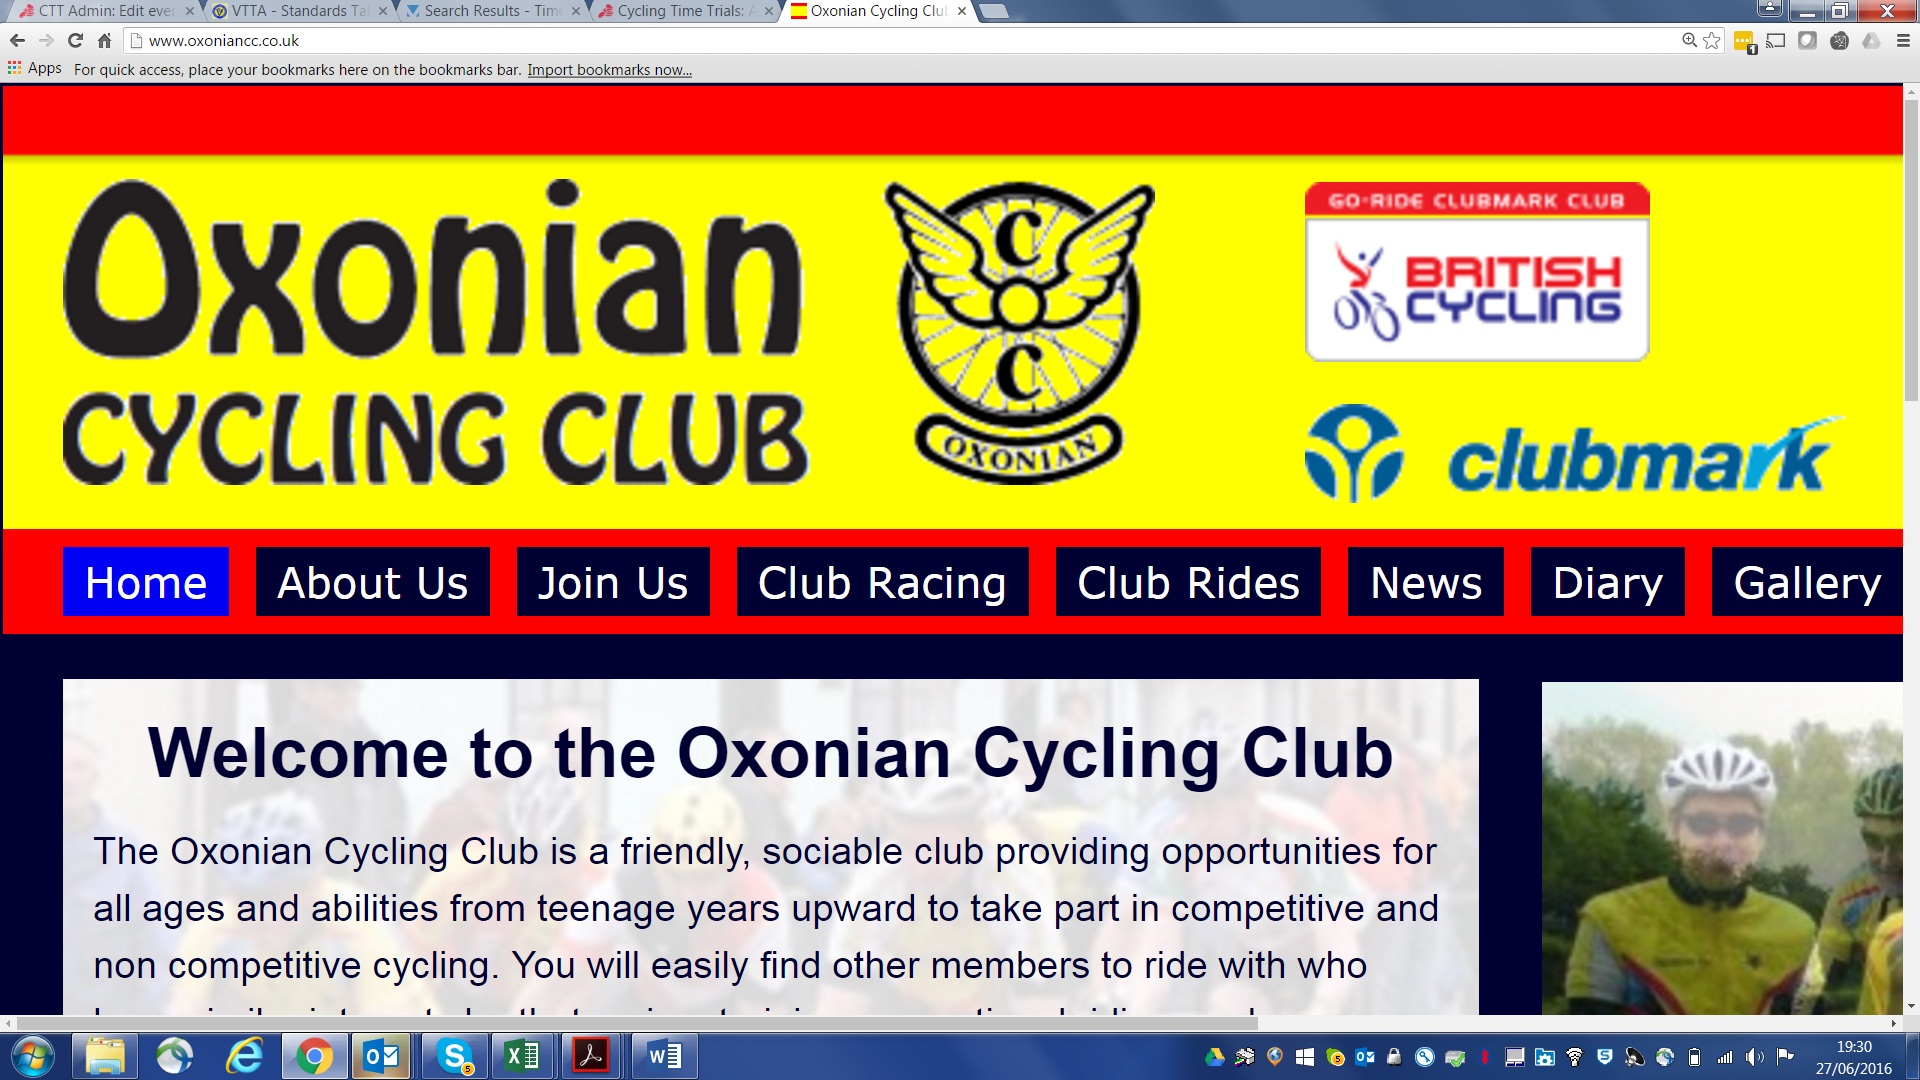 CTT Admin: Edit eve
VTTA - Standards Ta
Search Results - Tim
Cycling Time Trials:
Oxonian Cycling Clu
www.oxoniancc.co.uk
1
Apps For quick access, place your bookmarks here on the bookmarks bar. Import bookmarks now...
Oxonian
CYCLING CLUB
C
C
OXONIAN
GO-RIDE CLUBMARK CLUB
BRITISH
CYCLING
clubmark
Home About Us Join Us Club Racing Club Rides News Diary Gallery
Welcome to the Oxonian Cycling Club
The Oxonian Cycling Club is a friendly, sociable club providing opportunities for
all ages and abilities from teenage years upward to take part in competitive and
non competitive cycling. You will easily find other members to ride with who
19:30
27/06/2016